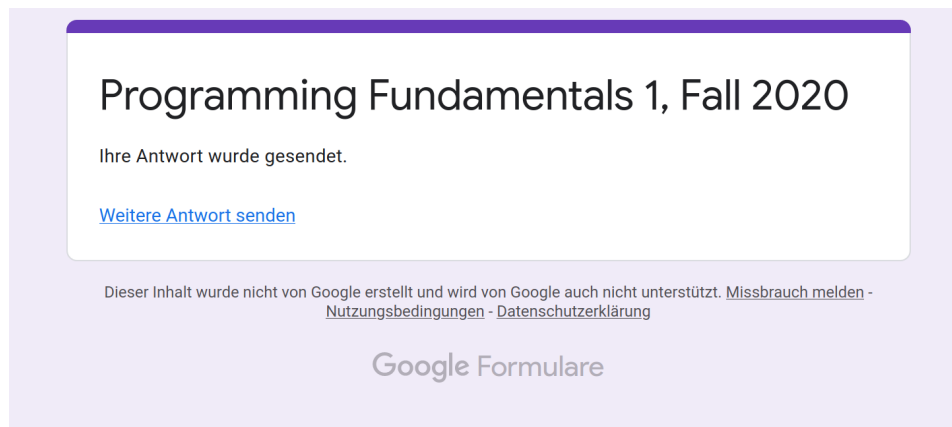 Programming Fundamentals 1, Fall 2020
Ihre Antwort wurde gesendet.
Weitere Antwort senden
Dieser Inhalt wurde nicht von Google erstellt und wird von Google auch nicht unterstützt. Missbrauch melden -
Nutzungsbedingungen - Datenschutzerklärung
Google Formulare